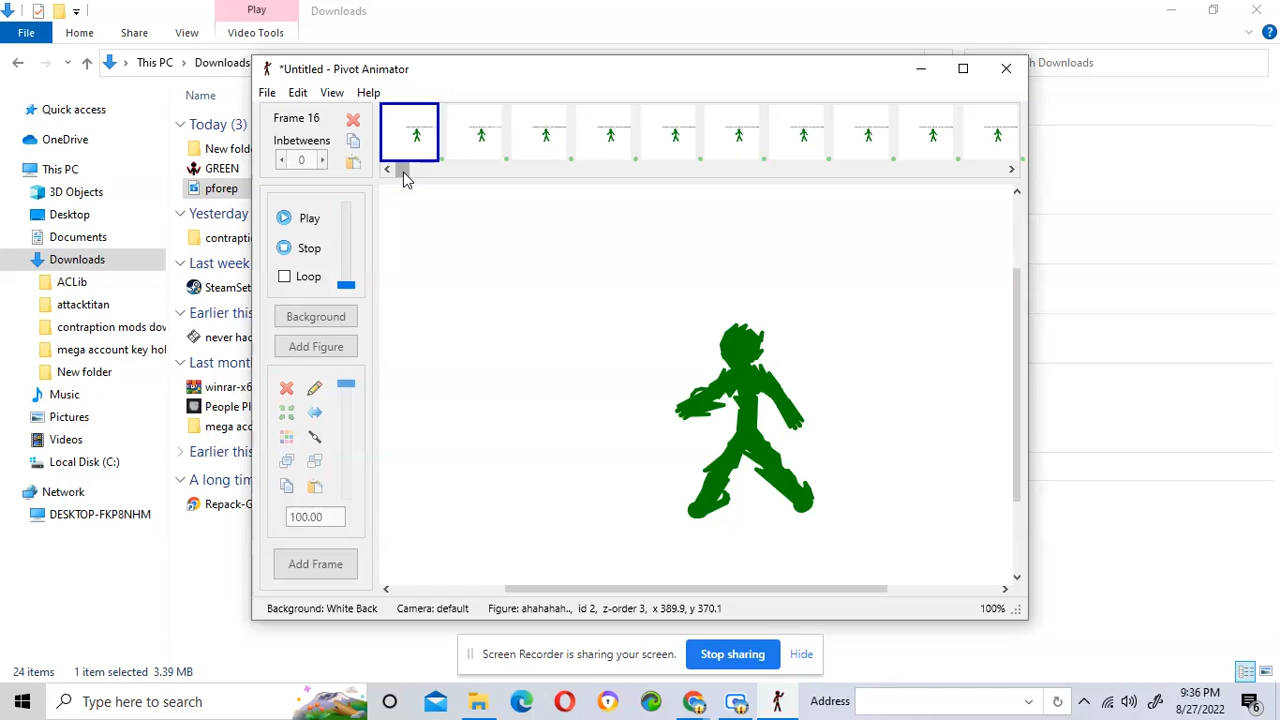 Play
Downloads
File
Home
Share
View
Video Tools
This PC
Downloads
h Downloads
*Untitled - Pivot Animator
File
Edit
View
Help
Frame 16
Inbetweens
0
Play
Stop
Loop
Background
Add Figure
100.00
Add Frame
Background: White Back
Camera: default
Figure: ahahahah.., id 2, z-order 3, x 389.9, y 370.1
100%
Quick access
OneDrive
This PC
3D Objects
Desktop
Documents
Downloads
ACLib
attacktitan
contraption mods dov
mega account key hol
New folder
Music
Pictures
Videos
Local Disk (C:)
Network
DESKTOP-FKP8NHM
Name
Today (3)
New folde
GREEN
pforep
Yesterday
contrapti
Last week
SteamSet
Earlier this
never hac
Last mont
winrar-x6
People Pl
mega acc
Earlier this
A long tim
Repack-G
Screen Recorder is sharing your screen.
Stop sharing
Hide
24 items
1 item selected 3.39 MB
Type here to search
Address
9:36 PM
8/27/2022
6